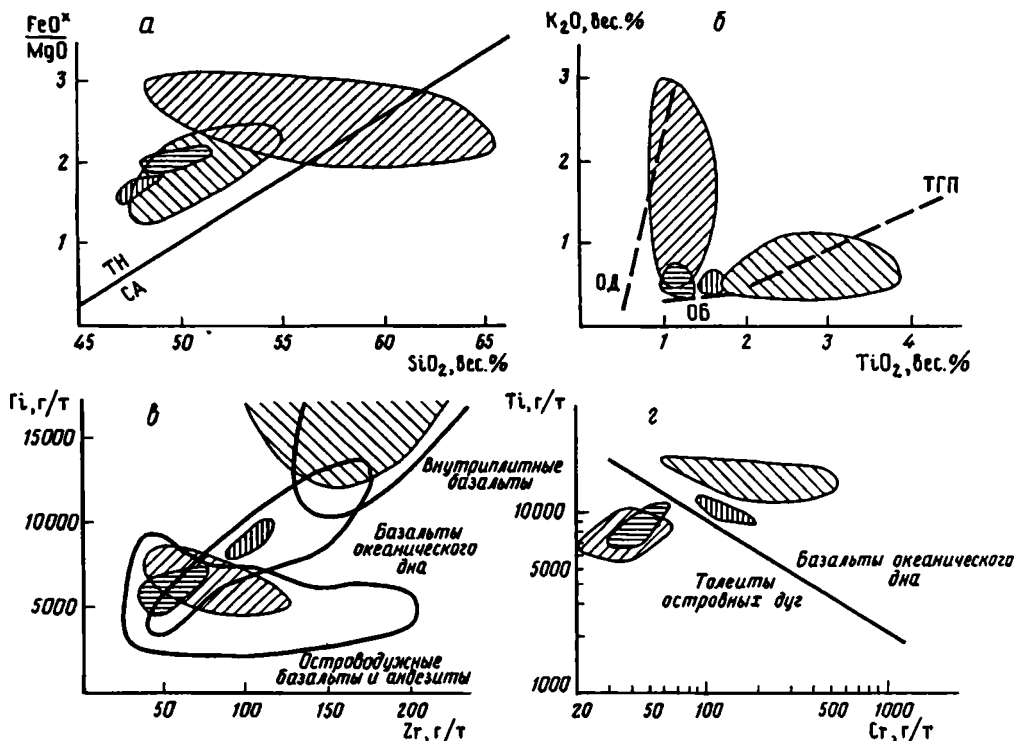 FeOˣ
MgO
а
3
2
1
ТН
СА
45
50
55
60
65
SiO₂, вес.%
K₂O, вес.%
б
3
2
1
ОД
ОБ
ТГП
1
2
3
4
TiO₂, вес.%
Ti, г/т
в
15000
10000
5000
Внутриплитные
базальты
Базальты
океанического
дна
Островодужные
базальты и андезиты
50
100
150
200
Zr, г/т
Ti, г/т
г
10000
5000
1000
Базальты океанического
дна
Толеиты
островных дуг
20
50
100
500
1000
Cr, г/т